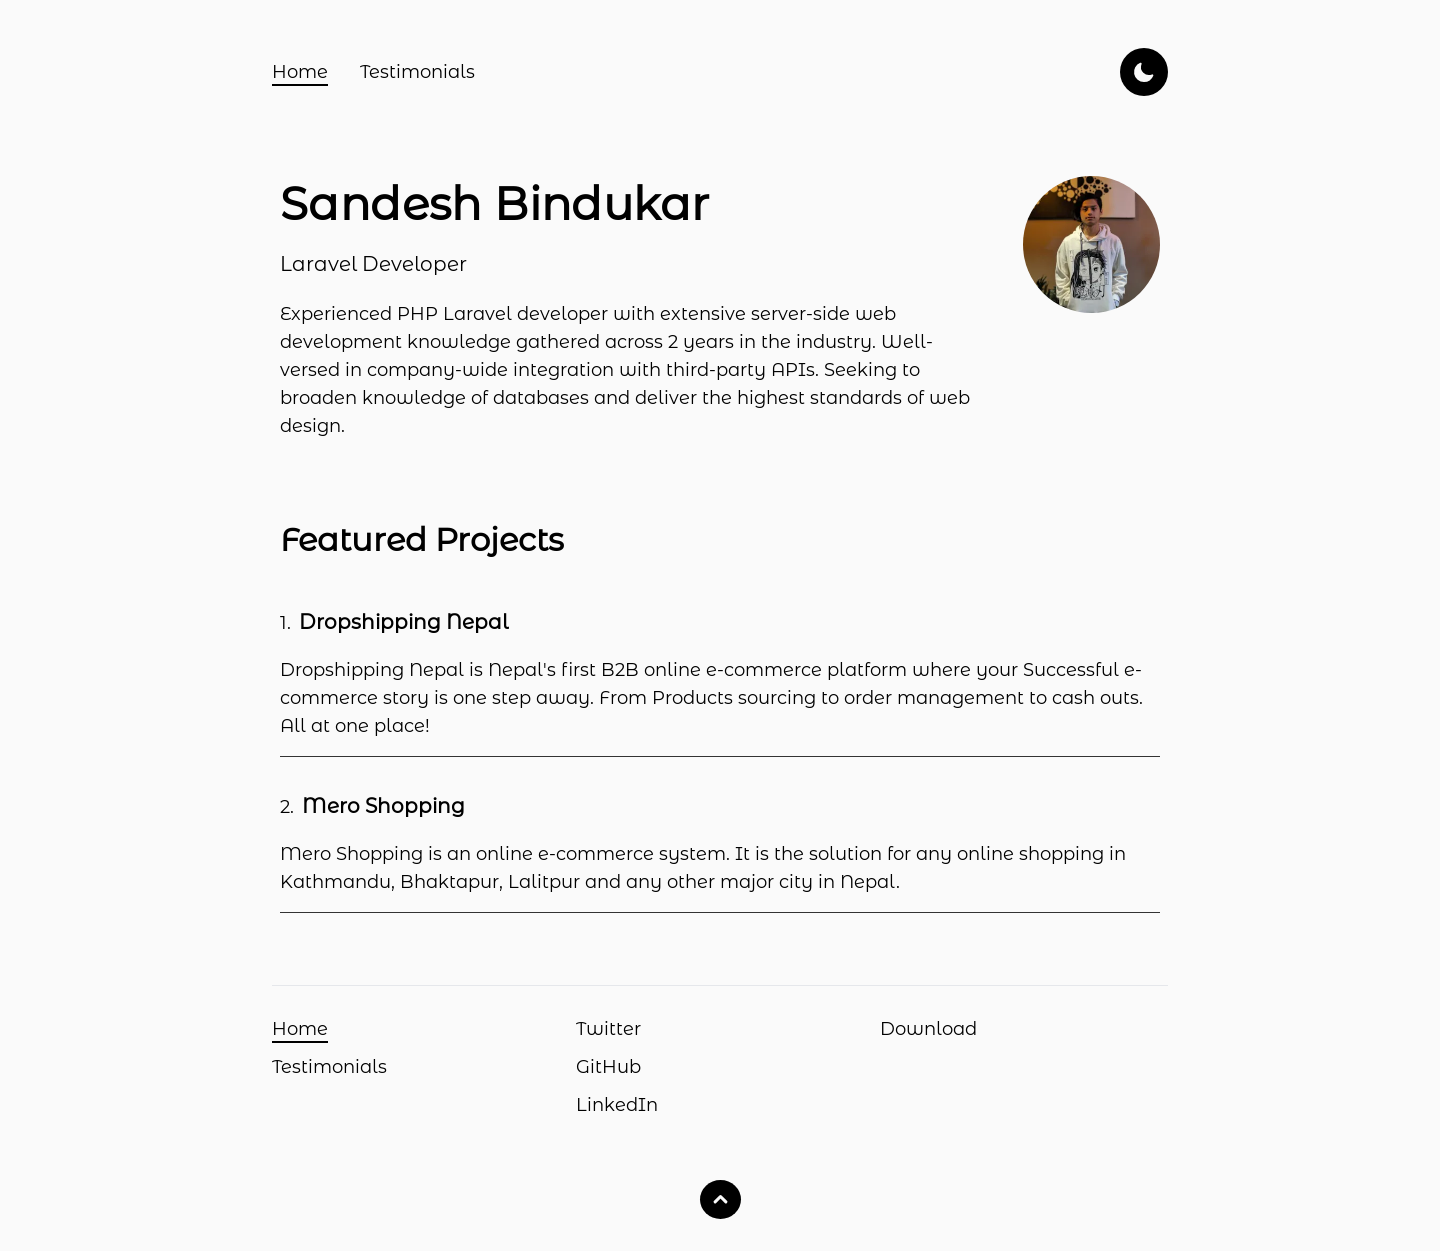 Home
Testimonials
Sandesh Bindukar
Laravel Developer
Experienced PHP Laravel developer with extensive server-side web
development knowledge gathered across 2 years in the industry. Well-
versed in company-wide integration with third-party APIs. Seeking to
broaden knowledge of databases and deliver the highest standards of web
design.
Featured Projects
1. Dropshipping Nepal
Dropshipping Nepal is Nepal's first B2B online e-commerce platform where your Successful e-
commerce story is one step away. From Products sourcing to order management to cash outs.
All at one place!
2. Mero Shopping
Mero Shopping is an online e-commerce system. It is the solution for any online shopping in
Kathmandu, Bhaktapur, Lalitpur and any other major city in Nepal.
Home
Testimonials
Twitter
GitHub
LinkedIn
Download